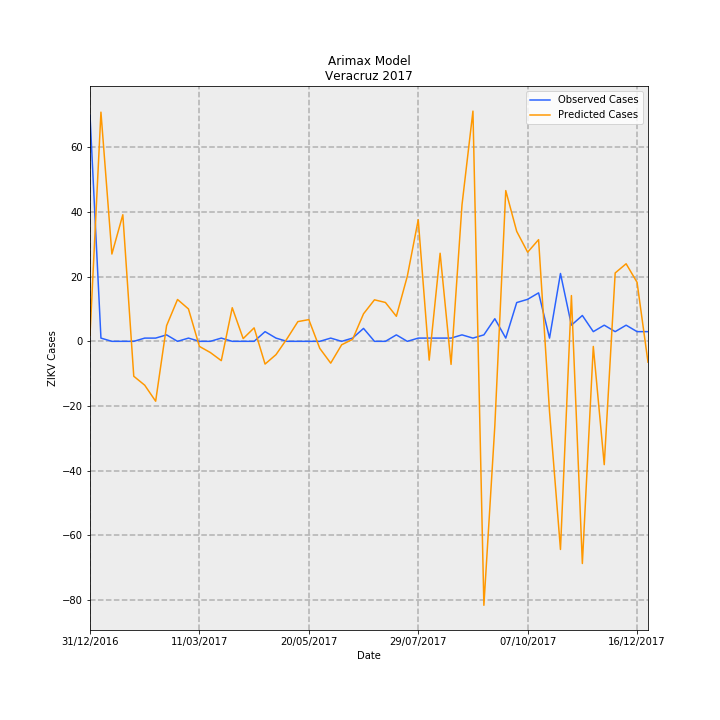 Arimax Model
Veracruz 2017
Observed Cases
Predicted Cases
60
40
20
0
−20
−40
−60
−80
ZIKV Cases
31/12/2016
11/03/2017
20/05/2017
29/07/2017
07/10/2017
16/12/2017
Date